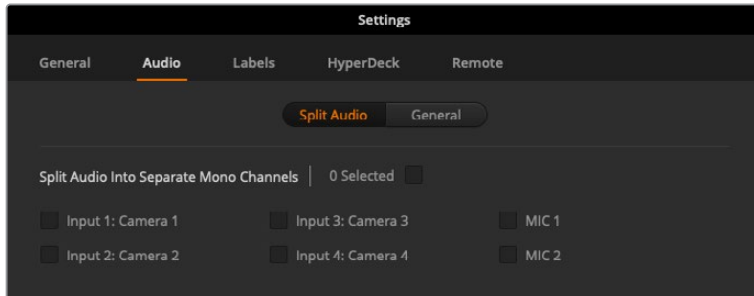 Settings
General Audio Labels HyperDeck Remote
Split Audio General
Split Audio Into Separate Mono Channels 0 Selected
Input 1: Camera 1 Input 3: Camera 3 MIC 1
Input 2: Camera 2 Input 4: Camera 4 MIC 2